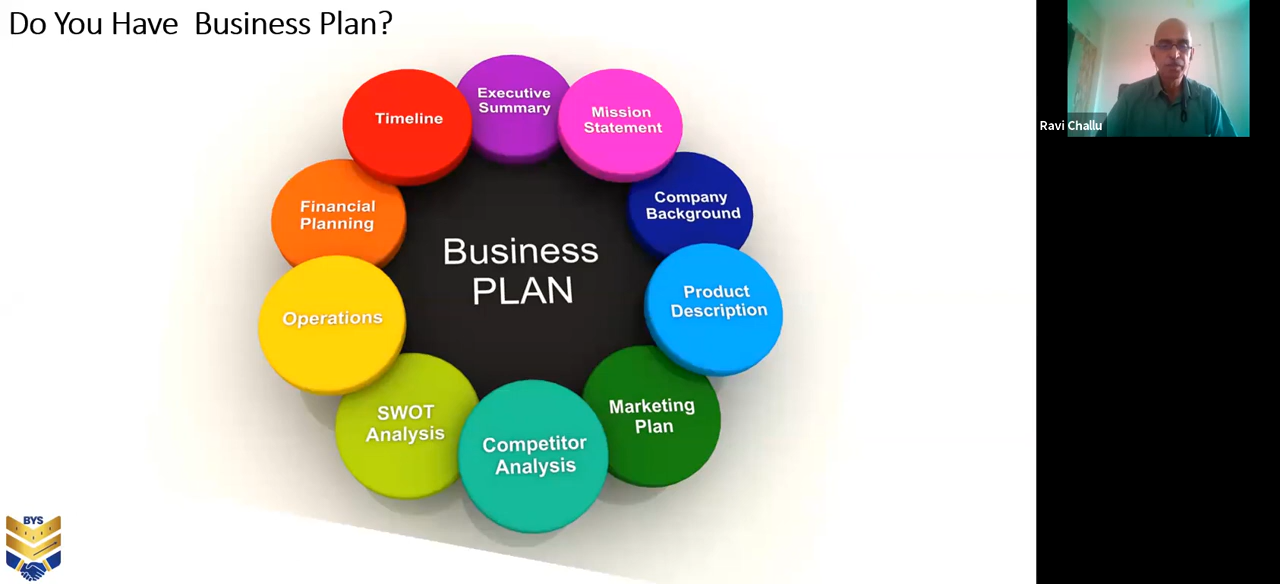 Do You Have  Business Plan?
Ravi Challu
Executive
Summary
Mission
Statement
Company
Background
Product
Description
Marketing
Plan
Competitor
Analysis
SWOT
Analysis
Operations
Financial
Planning
Timeline
Business
PLAN
BYS